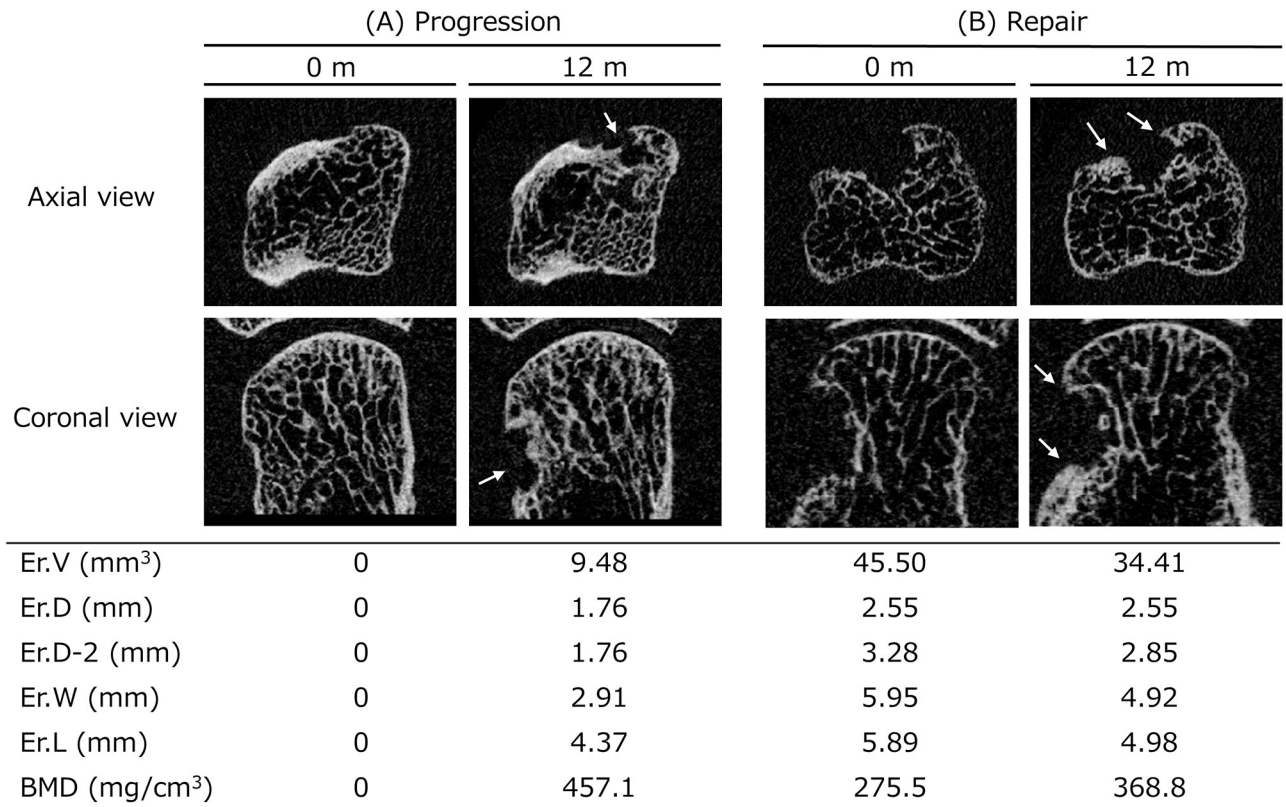 (A) Progression (B) Repair
0 m 12 m 0 m 12 m
Axial view
Coronal view
Er.V (mm³) 0 9.48 45.50 34.41
Er.D (mm) 0 1.76 2.55 2.55
Er.D-2 (mm) 0 1.76 3.28 2.85
Er.W (mm) 0 2.91 5.95 4.92
Er.L (mm) 0 4.37 5.89 4.98
BMD (mg/cm³) 0 457.1 275.5 368.8